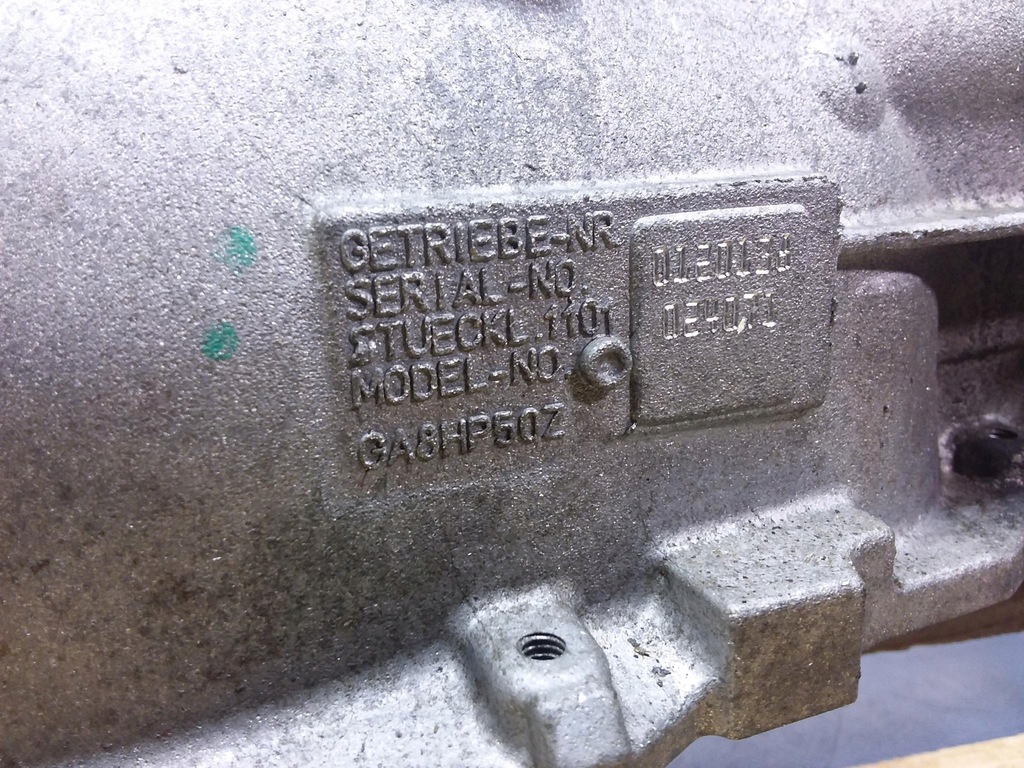 GETRIEBE-NR
SERIAL-NO.
STUECKL.1101
MODEL-NO.
GA8HP50Z